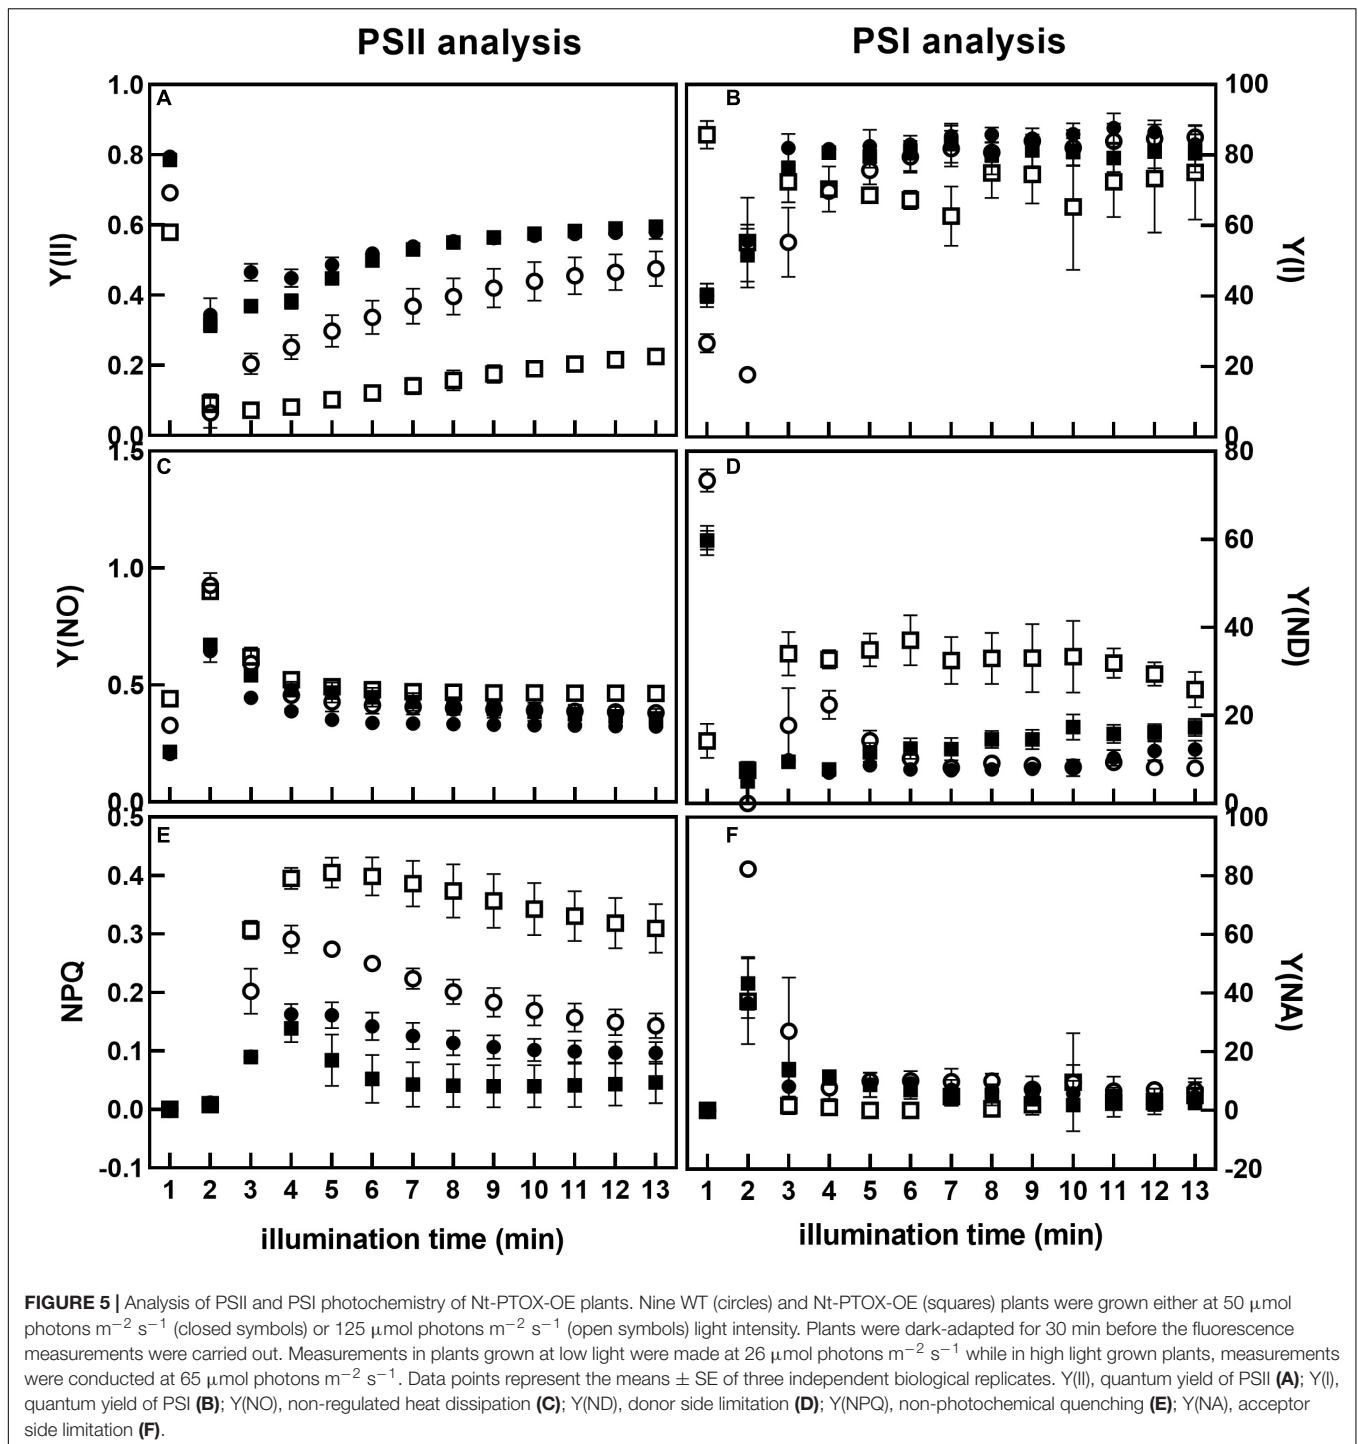 PSII analysis
PSI analysis
A
B
1.0
0.8
0.6
0.4
0.2
0.0
Y(II)
100
80
60
40
20
0
Y(I)
C
D
1.5
1.0
0.5
0.0
Y(NO)
80
60
40
20
0
Y(ND)
E
F
0.5
0.4
0.3
0.2
0.1
0.0
-0.1
NPQ
100
80
60
40
20
0
-20
Y(NA)
1 2 3 4 5 6 7 8 9 10 11 12 13
1 2 3 4 5 6 7 8 9 10 11 12 13
illumination time (min)
illumination time (min)
FIGURE 5 | Analysis of PSII and PSI photochemistry of Nt-PTOX-OE plants. Nine WT (circles) and Nt-PTOX-OE (squares) plants were grown either at 50 μmol
photons m−2 s−1 (closed symbols) or 125 μmol photons m−2 s−1 (open symbols) light intensity. Plants were dark-adapted for 30 min before the fluorescence
measurements were carried out. Measurements in plants grown at low light were made at 26 μmol photons m−2 s−1 while in high light grown plants, measurements
were conducted at 65 μmol photons m−2 s−1. Data points represent the means ± SE of three independent biological replicates. Y(II), quantum yield of PSII (A); Y(I),
quantum yield of PSI (B); Y(NO), non-regulated heat dissipation (C); Y(ND), donor side limitation (D); Y(NPQ), non-photochemical quenching (E); Y(NA), acceptor
side limitation (F).